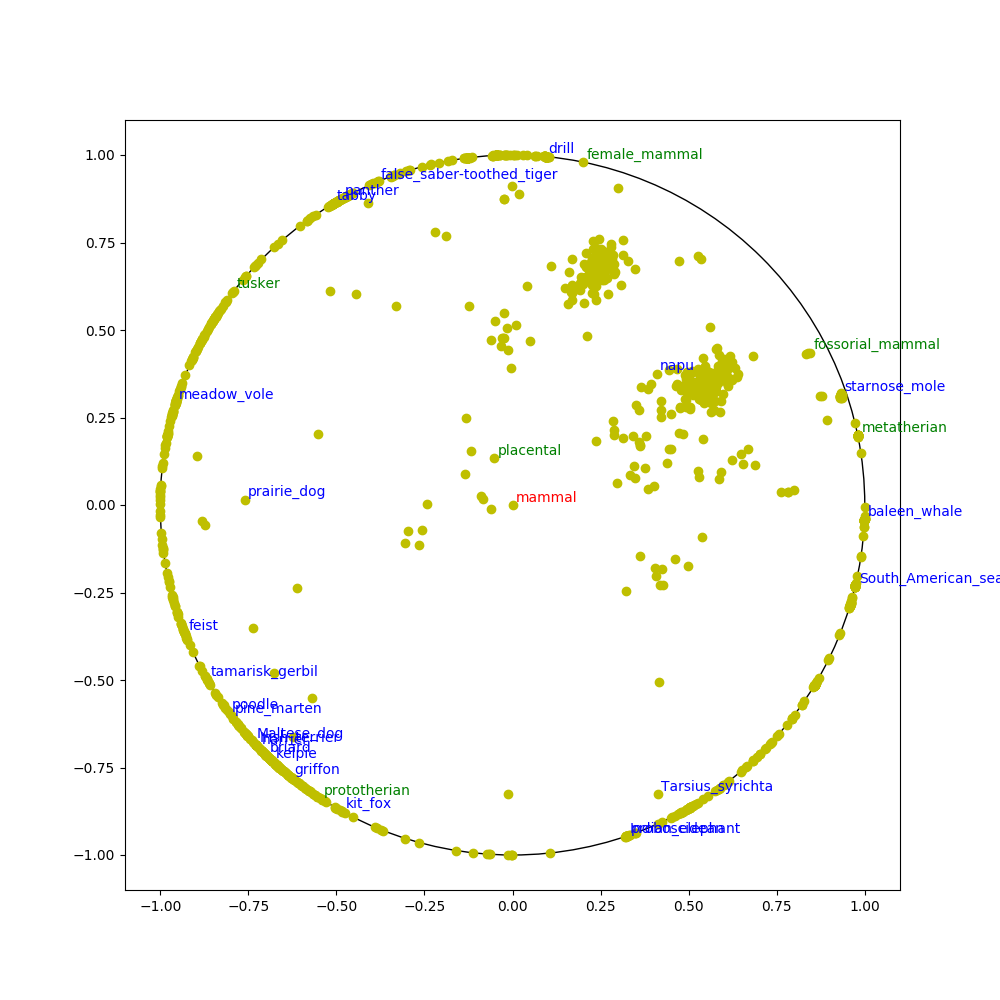 1.00
0.75
0.50
0.25
0.00
−0.25
−0.50
−0.75
−1.00
−1.00
−0.75
−0.50
−0.25
0.00
0.25
0.50
0.75
1.00
drill
female_mammal
false_saber-toothed_tiger
panther
tabby
tusker
fossorial_mammal
napu
starnose_mole
meadow_vole
metatherian
placental
prairie_dog
mammal
baleen_whale
South_American_sea
feist
tamarisk_gerbil
poodle
pine_marten
Maltese_dog
briard
kelpie
griffon
Tarsius_syrichta
prototherian
kit_fox